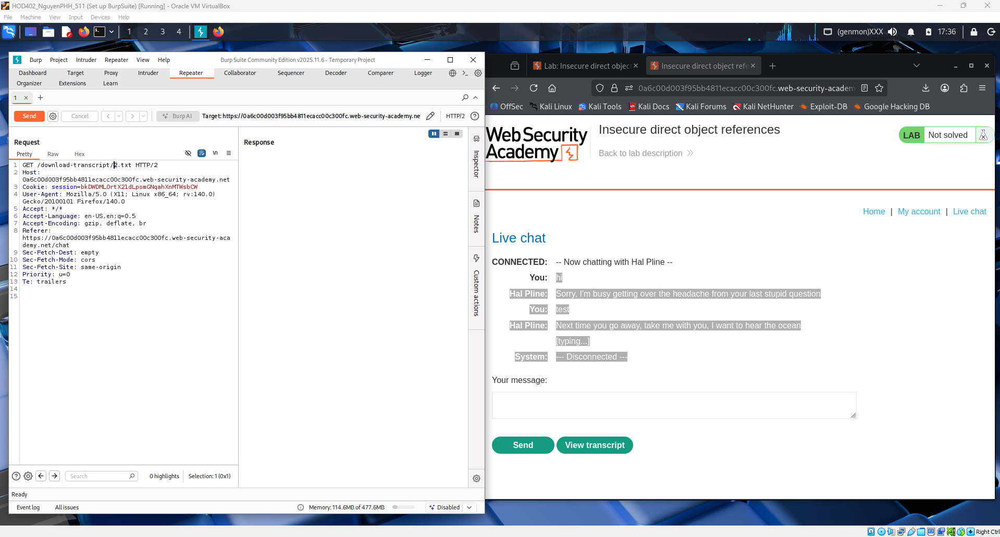 HOD402_NguyenPHH_511 (Set up BurpSuite) [Running] - Oracle VM VirtualBox
File Machine View Input Devices Help
1 2 3 4
(genmon)XXX
17:36
Burp Project Intruder Repeater View Help
Burp Suite Community Edition v2025.11.6 - Temporary Project
Dashboard Target Proxy Intruder Repeater Collaborator Sequencer Decoder Comparer Logger
Organizer Extensions Learn
1
Send Cancel Burp AI Target: https://0a6c00d003f95bb4811ecacc00c300fc.web-security-academy.ne HTTP/2
Request
Pretty Raw Hex
\n
1 GET /download-transcript/2.txt HTTP/2
2 Host:
0a6c00d003f95bb4811ecacc00c300fc.web-security-academy.net
3 Cookie: session=bkDWDML0rtX21dLpomGNqahXnMTWsbCW
4 User-Agent: Mozilla/5.0 (X11; Linux x86_64; rv:140.0)
Gecko/20100101 Firefox/140.0
5 Accept: */*
6 Accept-Language: en-US,en;q=0.5
7 Accept-Encoding: gzip, deflate, br
8 Referer:
https://0a6c00d003f95bb4811ecacc00c300fc.web-security-aca
demy.net/chat
9 Sec-Fetch-Dest: empty
10 Sec-Fetch-Mode: cors
11 Sec-Fetch-Site: same-origin
12 Priority: u=0
13 Te: trailers
14
15
Search
0 highlights
Selection: 1 (0x1)
Response
Inspector
Notes
Custom actions
Ready
Event log All issues
Memory: 114.6MB of 477.6MB
Disabled
Lab: Insecure direct objec
Insecure direct object refe
0a6c00d003f95bb4811ecacc00c300fc.web-security-academ
OffSec Kali Linux Kali Tools Kali Docs Kali Forums Kali NetHunter Exploit-DB Google Hacking DB
Web Security
Academy
Insecure direct object references
Back to lab description
LAB Not solved
Home | My account | Live chat
Live chat
CONNECTED: -- Now chatting with Hal Pline --
You: hi
Hal Pline: Sorry, I'm busy getting over the headache from your last stupid question
You: test
Hal Pline: Next time you go away, take me with you, I want to hear the ocean
[typing...]
System: --- Disconnected ---
Your message:
Send View transcript
Right Ctrl